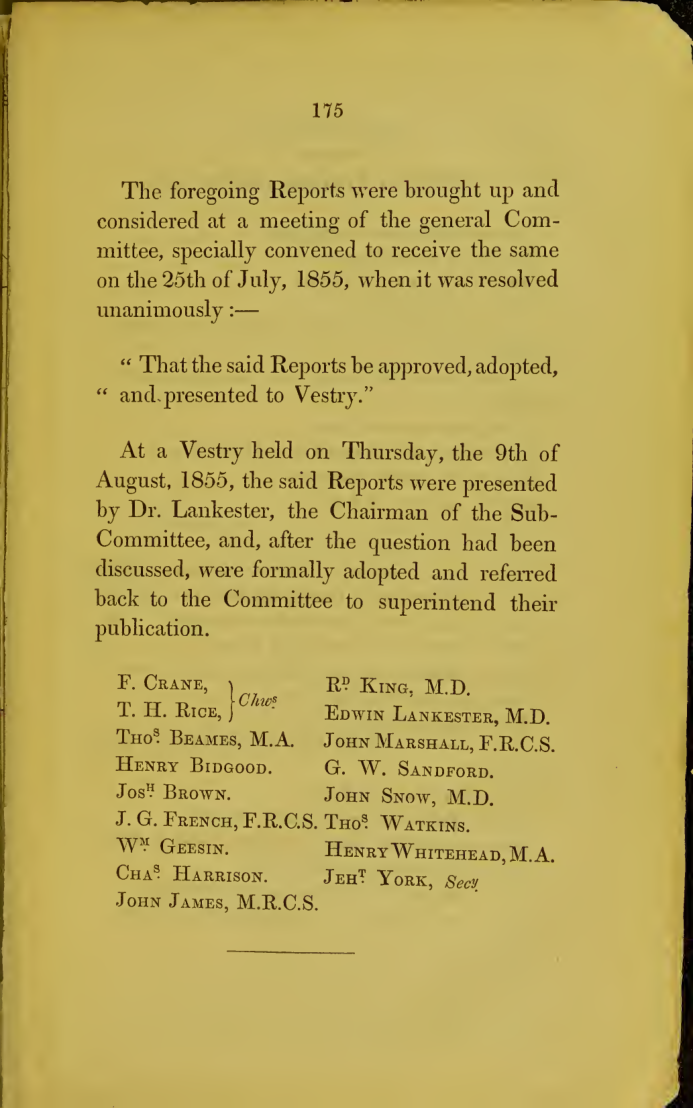 175
The foregoing Reports were brought up and
considered at a meeting of the general Com-
mittee, specially convened to receive the same
on the 25th of July, 1855, when it was resolved
unanimously :—
“ That the said Reports be approved, adopted,
“ and presented to Vestry.”
At a Vestry held on Thursday, the 9th of
August, 1855, the said Reports were presented
by Dr. Lankester, the Chairman of the Sub-
Committee, and, after the question had been
discussed, were formally adopted and referred
back to the Committee to superintend their
publication.
F. Crane, } Chws.
T. H. Rice,
Thos. Beames, M.A.
Henry Bidgood.
Josh. Brown.
J. G. French, F.R.C.S.
Wm. Geesin.
Chas. Harrison.
John James, M.R.C.S.
Rd. King, M.D.
Edwin Lankester, M.D.
John Marshall, F.R.C.S.
G. W. Sandford.
John Snow, M.D.
Thos. Watkins.
Henry Whitehead, M.A.
Jeht. York, Secy.